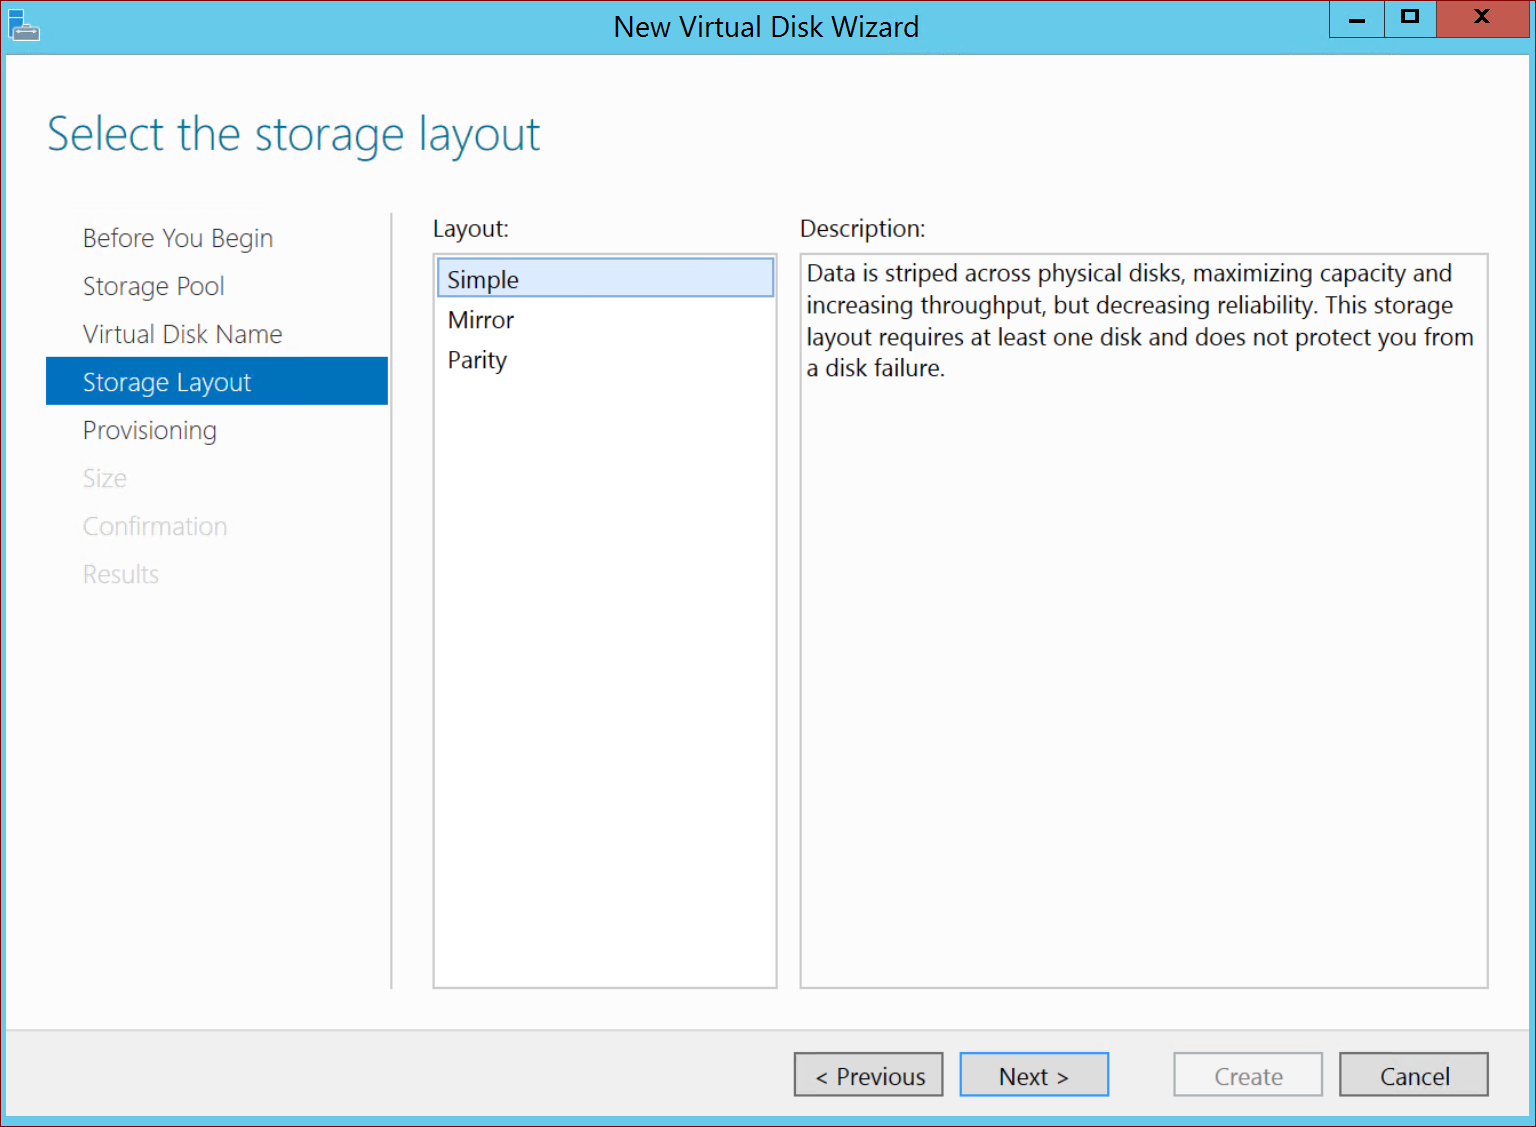 New Virtual Disk Wizard
Select the storage layout
Before You Begin
Storage Pool
Virtual Disk Name
Storage Layout
Provisioning
Size
Confirmation
Results
Layout:
Simple
Mirror
Parity
Description:
Data is striped across physical disks, maximizing capacity and
increasing throughput, but decreasing reliability. This storage
layout requires at least one disk and does not protect you from
a disk failure.
< Previous
Next >
Create
Cancel